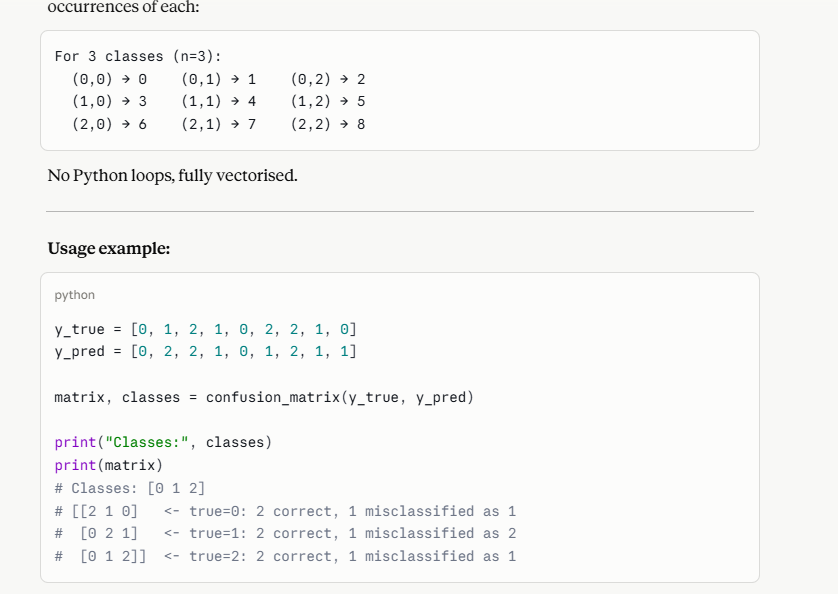 occurrences of each:
For 3 classes (n=3):
(0,0) → 0    (0,1) → 1    (0,2) → 2
(1,0) → 3    (1,1) → 4    (1,2) → 5
(2,0) → 6    (2,1) → 7    (2,2) → 8
No Python loops, fully vectorised.
Usage example:
python
y_true = [0, 1, 2, 1, 0, 2, 2, 1, 0]
y_pred = [0, 2, 2, 1, 0, 1, 2, 1, 1]
matrix, classes = confusion_matrix(y_true, y_pred)
print("Classes:", classes)
print(matrix)
# Classes: [0 1 2]
# [[2 1 0]   <- true=0: 2 correct, 1 misclassified as 1
#  [0 2 1]   <- true=1: 2 correct, 1 misclassified as 2
#  [0 1 2]]  <- true=2: 2 correct, 1 misclassified as 1